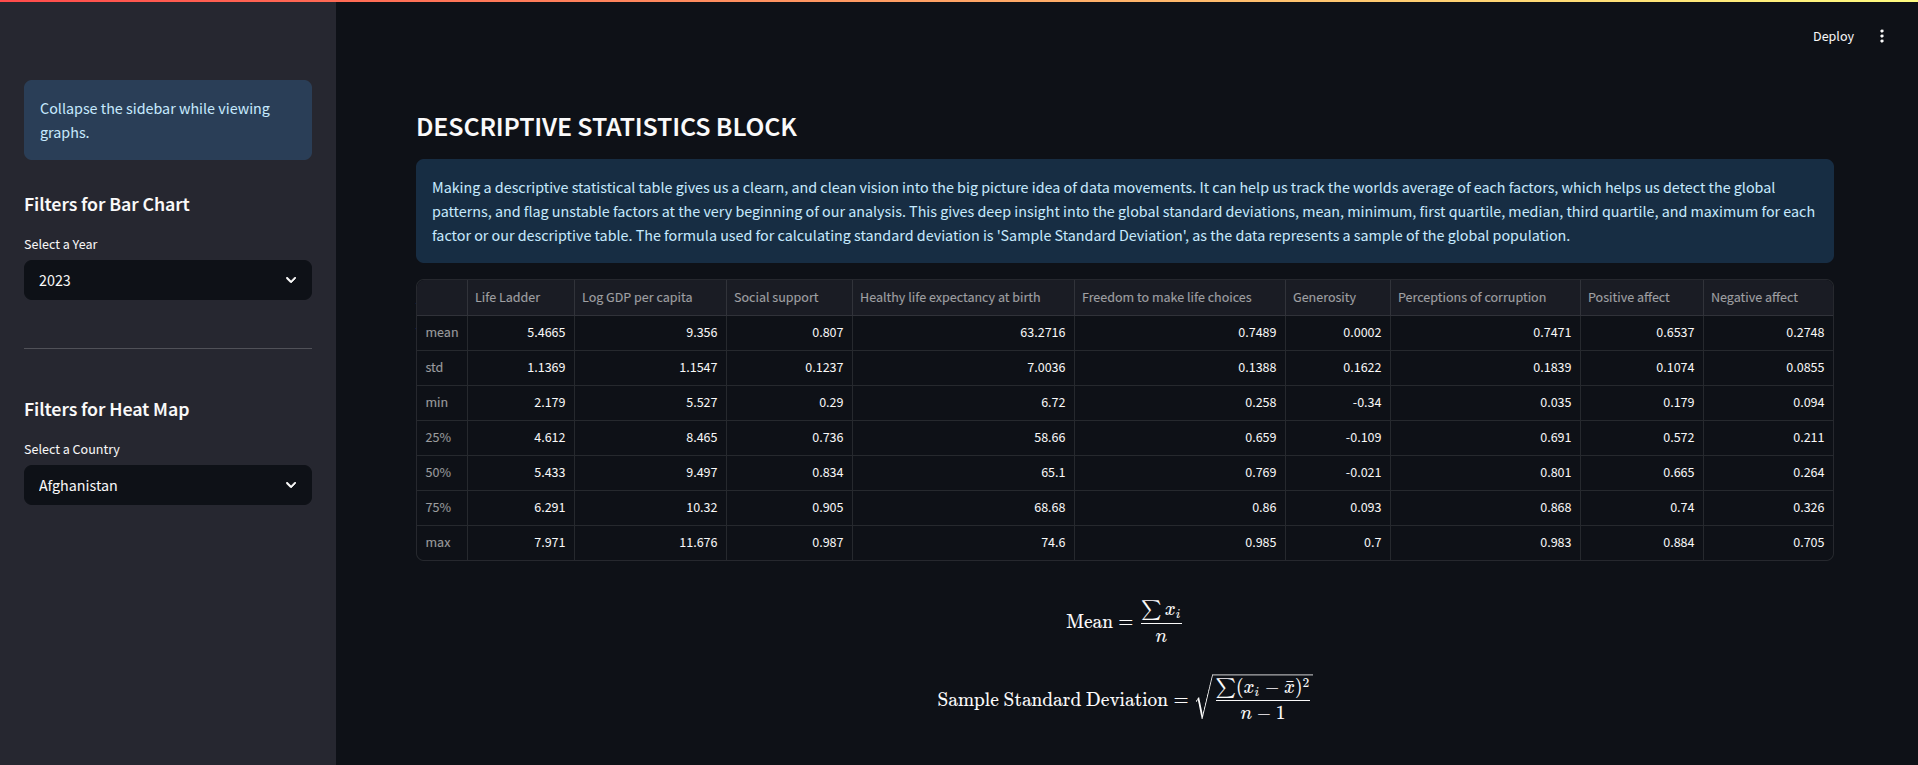 Deploy
Collapse the sidebar while viewing
graphs.
Filters for Bar Chart
Select a Year
2023
Filters for Heat Map
Select a Country
Afghanistan
DESCRIPTIVE STATISTICS BLOCK
Making a descriptive statistical table gives us a clearn, and clean vision into the big picture idea of data movements. It can help us track the worlds average of each factors, which helps us detect the global
patterns, and flag unstable factors at the very beginning of our analysis. This gives deep insight into the global standard deviations, mean, minimum, first quartile, median, third quartile, and maximum for each
factor or our descriptive table. The formula used for calculating standard deviation is 'Sample Standard Deviation', as the data represents a sample of the global population.
Life Ladder Log GDP per capita Social support Healthy life expectancy at birth Freedom to make life choices Generosity Perceptions of corruption Positive affect Negative affect
mean 5.4665 9.356 0.807 63.2716 0.7489 0.0002 0.7471 0.6537 0.2748
std 1.1369 1.1547 0.1237 7.0036 0.1388 0.1622 0.1839 0.1074 0.0855
min 2.179 5.527 0.29 6.72 0.258 -0.34 0.035 0.179 0.094
25% 4.612 8.465 0.736 58.66 0.659 -0.109 0.691 0.572 0.211
50% 5.433 9.497 0.834 65.1 0.769 -0.021 0.801 0.665 0.264
75% 6.291 10.32 0.905 68.68 0.86 0.093 0.868 0.74 0.326
max 7.971 11.676 0.987 74.6 0.985 0.7 0.983 0.884 0.705
Mean = ∑ xᵢ / n
Sample Standard Deviation = √(∑(xᵢ − x̄)² / (n − 1))